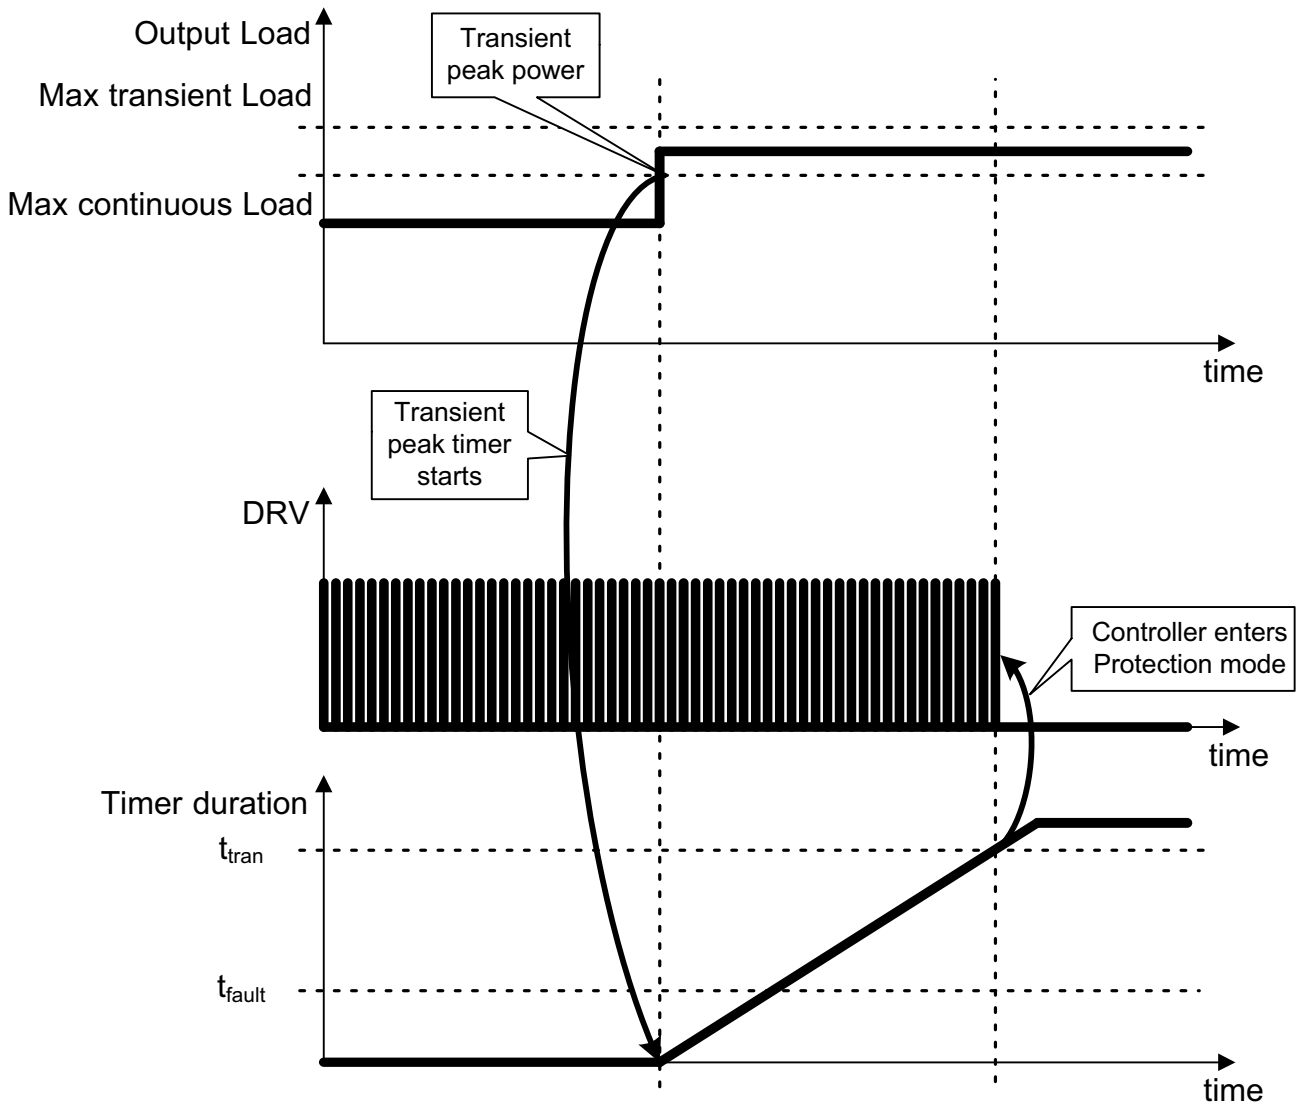 Output Load
Transient
peak power
Max transient Load
Max continuous Load
time
Transient
peak timer
starts
DRV
Controller enters
Protection mode
time
Timer duration
ttran
tfault
time